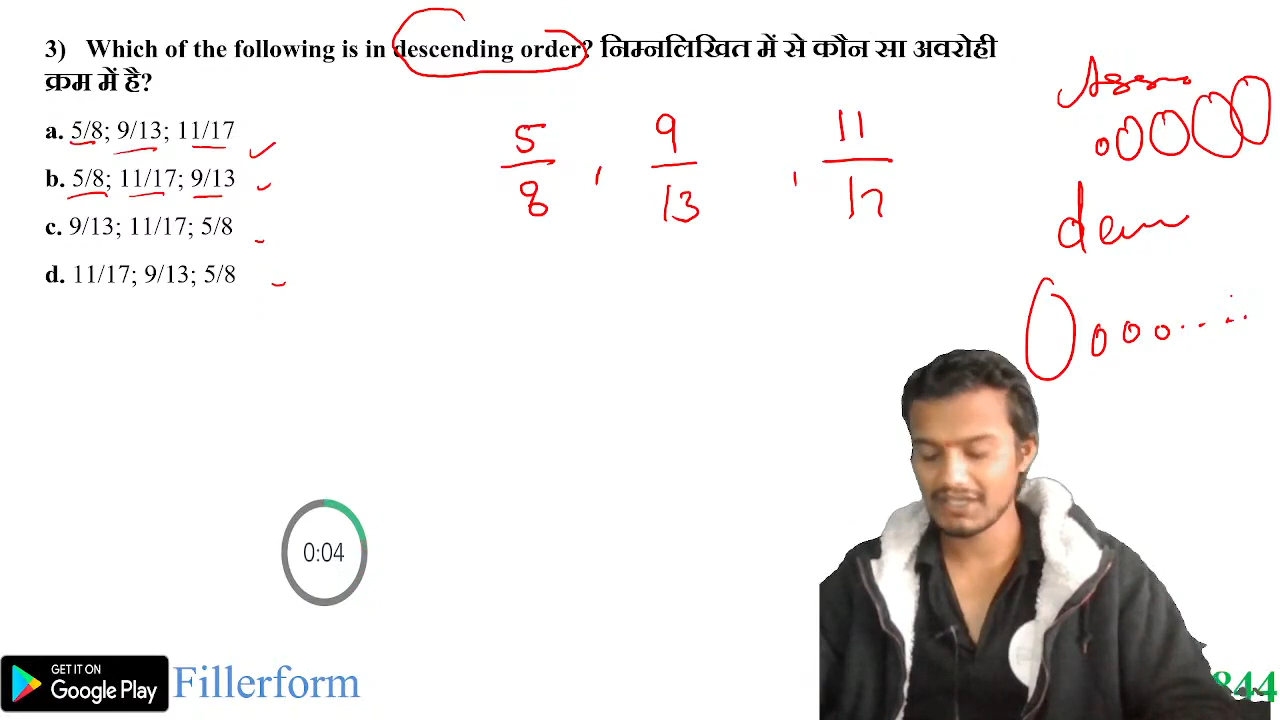 3) Which of the following is in descending order? निम्नलिखित में से कौन सा अवरोही
क्रम में है?
a. 5/8; 9/13; 11/17
b. 5/8; 11/17; 9/13
c. 9/13; 11/17; 5/8
d. 11/17; 9/13; 5/8
5/8, 9/13, 11/17
0:04
GET IT ON
Google Play
Fillerform
844